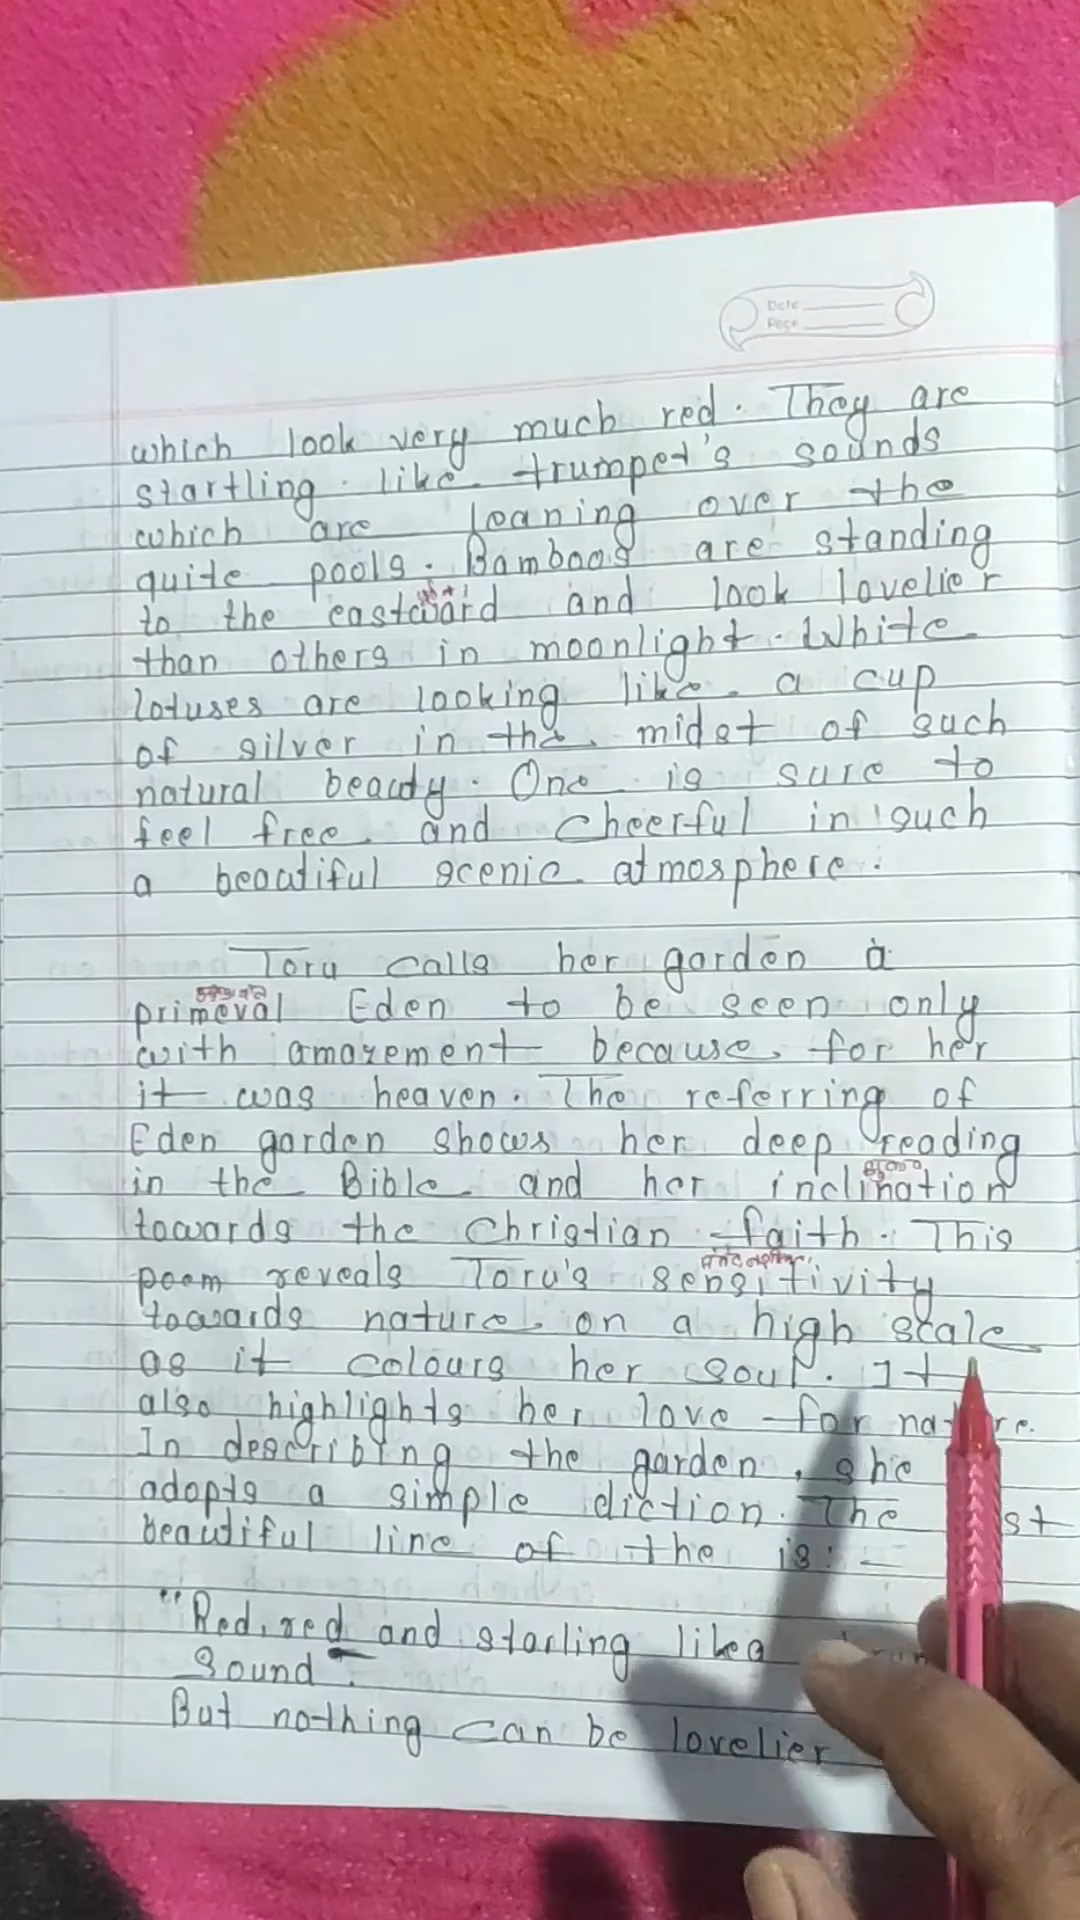 Date
Page
which look very much red. They are
startling like trumpet's sounds
which are leaning over the
quite pools. Bamboos are standing
to the eastward and look lovelier
than others in moonlight. White
lotuses are looking like a cup
of silver in the midst of such
natural beauty. One is sure to
feel free and cheerful in such
a beautiful scenic atmosphere.
Toru calls her garden a
primeval Eden to be seen only
with amazement because for her
it was heaven. The referring of
Eden garden shows her deep reading
in the Bible and her inclination
towards the Christian faith. This
poem reveals Toru's sensitivity
towards nature on a high scale
as it colours her soul. It
also highlights her love for
In describing the garden, she
adopts a simple diction. The
beautiful line of the is: -
"Red, red and starling like a
Sound.
But nothing can be lovelier